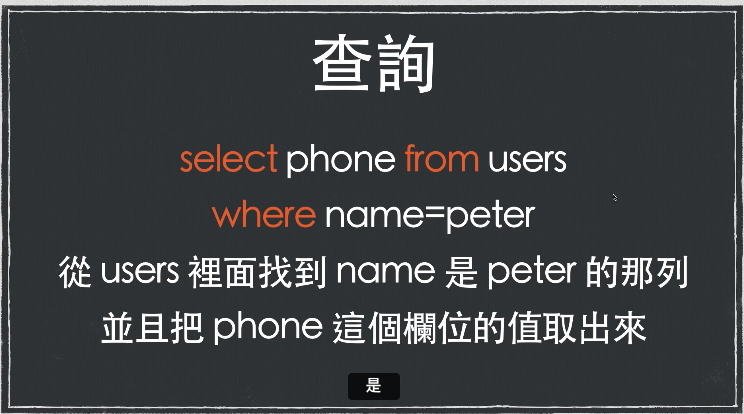 查詢
select phone from users
where name=peter
從 users 裡面找到 name 是 peter 的那列
並且把 phone 這個欄位的值取出來
是